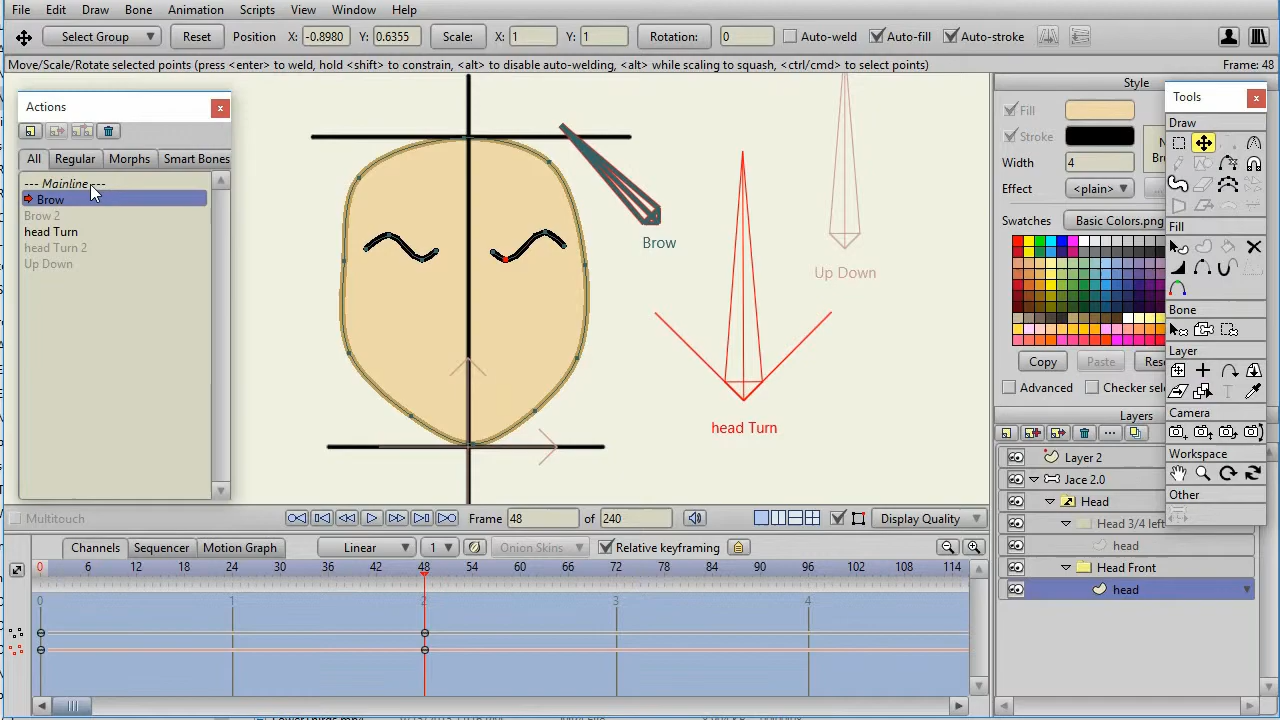 File Edit Draw Bone Animation Scripts View Window Help
Select Group Reset Position X: -0.8980 Y: 0.6355 Scale: X: 1 Y: 1 Rotation: 0 Auto-weld Auto-fill Auto-stroke
Move/Scale/Rotate selected points (press <enter> to weld, hold <shift> to constrain, <alt> to disable auto-welding, <alt> while scaling to squash, <ctrl/cmd> to select points) Frame: 48
Actions
All Regular Morphs Smart Bones
--- Mainline ---
Brow
Brow 2
head Turn
head Turn 2
Up Down
Brow
Up Down
head Turn
Style
Fill
Stroke
Width 4
Effect <plain>
Swatches Basic Colors.png
Copy Paste
Advanced
Layers
Layer 2
Jace 2.0
Head
Head 3/4 left
head
Head Front
head
Tools
Draw
Fill
Bone
Layer
Camera
Workspace
Other
Multitouch Frame 48 of 240 Display Quality
Channels Sequencer Motion Graph Linear 1 Onion Skins Relative keyframing
0 6 12 18 24 30 36 42 48 54 60 66 72 78 84 90 96 102 108 114
0 1 2 3 4